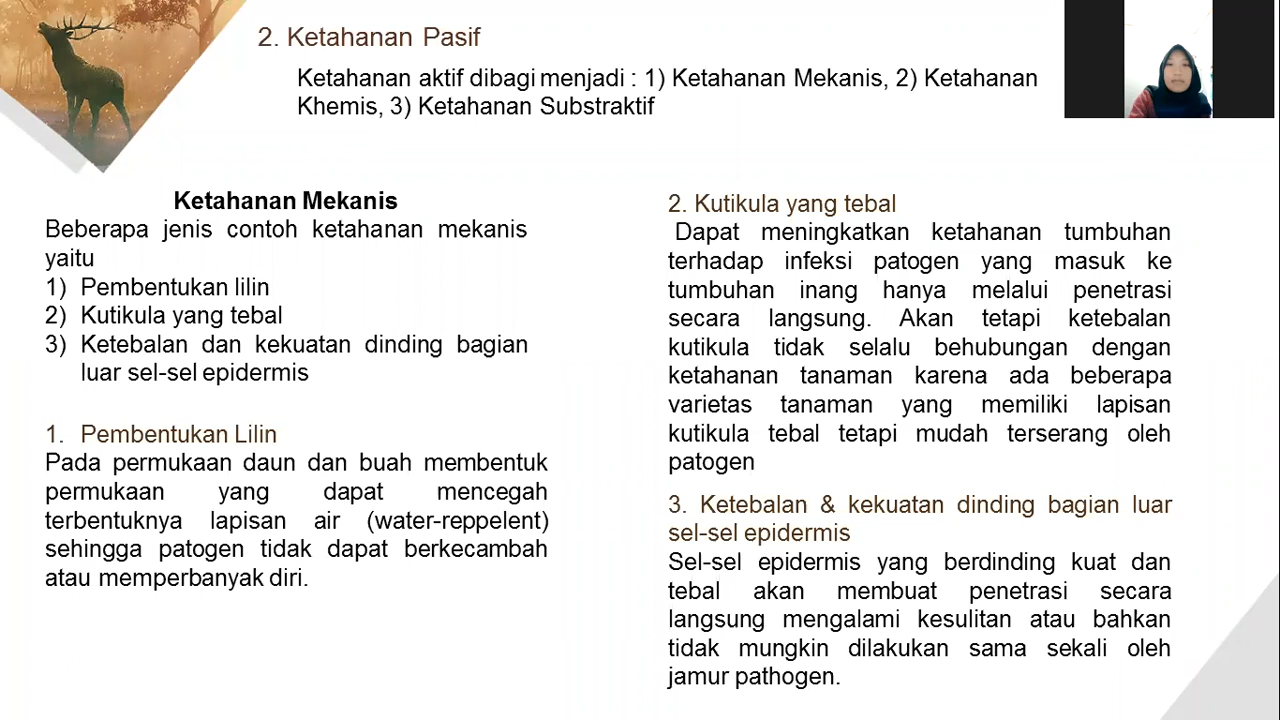 2. Ketahanan Pasif
Ketahanan aktif dibagi menjadi : 1) Ketahanan Mekanis, 2) Ketahanan
Khemis, 3) Ketahanan Substraktif
Ketahanan Mekanis
Beberapa jenis contoh ketahanan mekanis
yaitu
1) Pembentukan lilin
2) Kutikula yang tebal
3) Ketebalan dan kekuatan dinding bagian
luar sel-sel epidermis
1. Pembentukan Lilin
Pada permukaan daun dan buah membentuk
permukaan yang dapat mencegah
terbentuknya lapisan air (water-reppelent)
sehingga patogen tidak dapat berkecambah
atau memperbanyak diri.
2. Kutikula yang tebal
Dapat meningkatkan ketahanan tumbuhan
terhadap infeksi patogen yang masuk ke
tumbuhan inang hanya melalui penetrasi
secara langsung. Akan tetapi ketebalan
kutikula tidak selalu behubungan dengan
ketahanan tanaman karena ada beberapa
varietas tanaman yang memiliki lapisan
kutikula tebal tetapi mudah terserang oleh
patogen
3. Ketebalan & kekuatan dinding bagian luar
sel-sel epidermis
Sel-sel epidermis yang berdinding kuat dan
tebal akan membuat penetrasi secara
langsung mengalami kesulitan atau bahkan
tidak mungkin dilakukan sama sekali oleh
jamur pathogen.